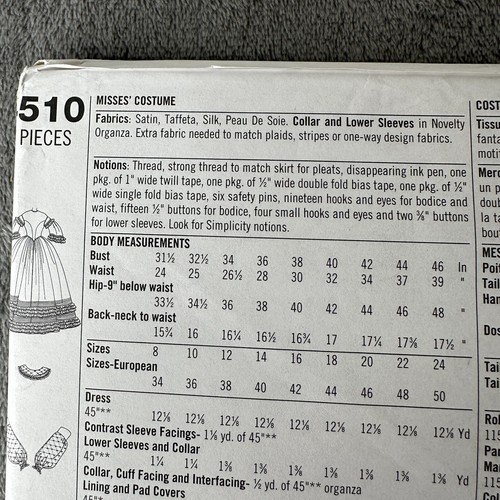 510
PIECES
MISSES' COSTUME
Fabrics: Satin, Taffeta, Silk, Peau De Soie. Collar and Lower Sleeves in Novelty
Organza. Extra fabric needed to match plaids, stripes or one-way design fabrics.
Notions: Thread, strong thread to match skirt for pleats, disappearing ink pen, one
pkg. of 1" wide twill tape, one pkg. of ½" wide double fold bias tape, one pkg. of ½"
wide single fold bias tape, six safety pins, nineteen hooks and eyes for bodice and
waist, fifteen ½" buttons for bodice, four small hooks and eyes and two ⅜" buttons
for lower sleeves. Look for Simplicity notions.
BODY MEASUREMENTS
Bust 31½ 32½ 34 36 38 40 42 44 46 In
Waist 24 25 26½ 28 30 32 34 37 39 "
Hip-9" below waist
33½ 34½ 36 38 40 42 44 46 48 "
Back-neck to waist
15¾ 16 16¼ 16½ 16¾ 17 17¼ 17⅜ 17½ "
Sizes 8 10 12 14 16 18 20 22 24
Sizes-European
34 36 38 40 42 44 46 48 50
Dress
45"** 12⅛ 12⅛ 12⅛ 12⅛ 12⅛ 12⅛ 12⅛ 12⅛ 12⅛ Yd
Contrast Sleeve Facings- 1⅛ yd. of 45"**
Lower Sleeves and Collar
45"** 1¼ 1¼ 1⅜ 1⅜ 1⅜ 1⅜ 1⅜ 1⅜ 1⅜ Yd
Collar, Cuff Facing and Interfacing- ½ yd. of 45"** organza
Lining and Pad Covers
45"*
COST
Tissu
fanta
moti
Merc
un p
doub
la ta
bout
MES
Poit
Tail
Han
Dos
Tail
Tai
Ro
115
Par
Ma
11
Co